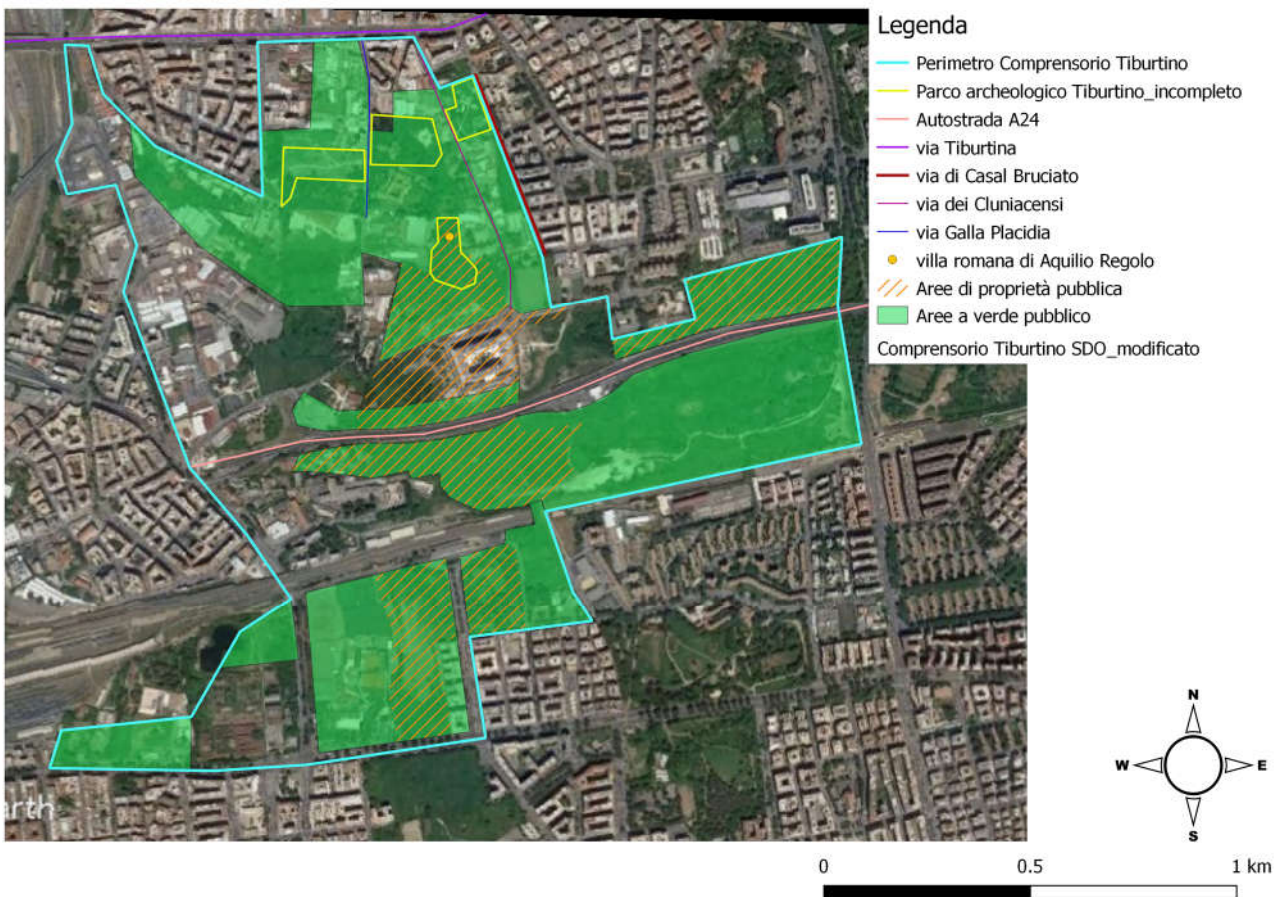 Legenda
Perimetro Comprensorio Tiburtino
Parco archeologico Tiburtino_incompleto
Autostrada A24
via Tiburtina
via di Casal Bruciato
via dei Cluniacensi
via Galla Placidia
villa romana di Aquilio Regolo
Aree di proprietà pubblica
Aree a verde pubblico
Comprensorio Tiburtino SDO_modificato
N
W E
S
arth
0 0.5 1 km